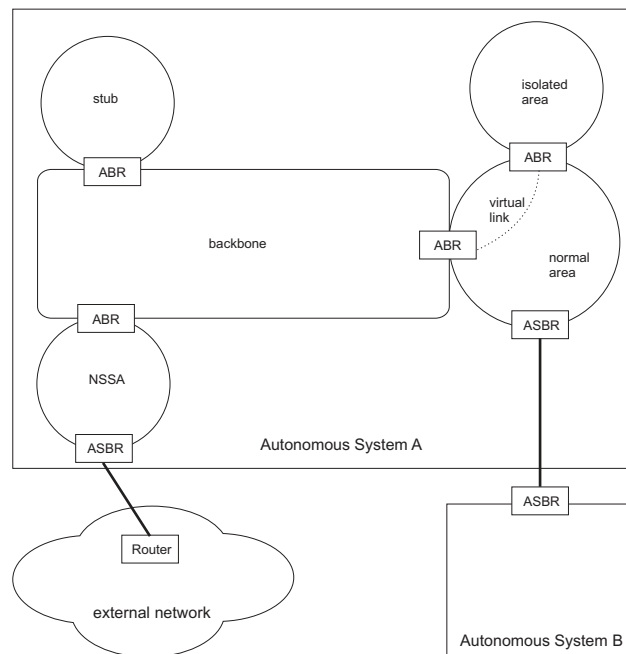 stub
isolated
area
ABR
ABR
virtual
link
backbone
ABR
normal
area
ABR
ASBR
NSSA
ASBR
Autonomous System A
ASBR
Router
external network
Autonomous System B